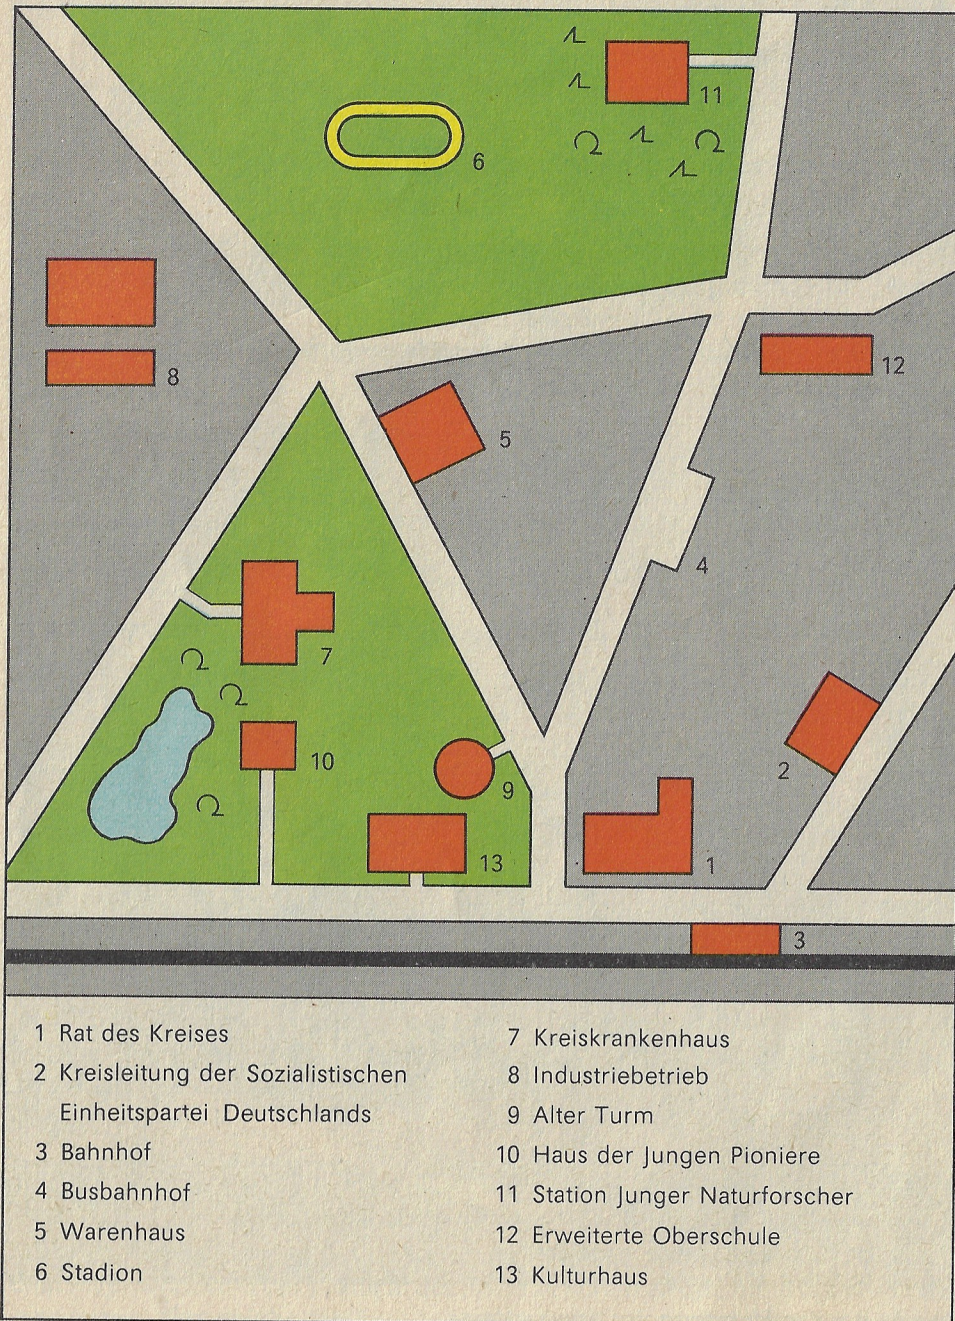 11
6
8
12
5
4
7
2
10
9
13
1
3
1 Rat des Kreises
2 Kreisleitung der Sozialistischen
Einheitspartei Deutschlands
3 Bahnhof
4 Busbahnhof
5 Warenhaus
6 Stadion
7 Kreiskrankenhaus
8 Industriebetrieb
9 Alter Turm
10 Haus der Jungen Pioniere
11 Station Junger Naturforscher
12 Erweiterte Oberschule
13 Kulturhaus